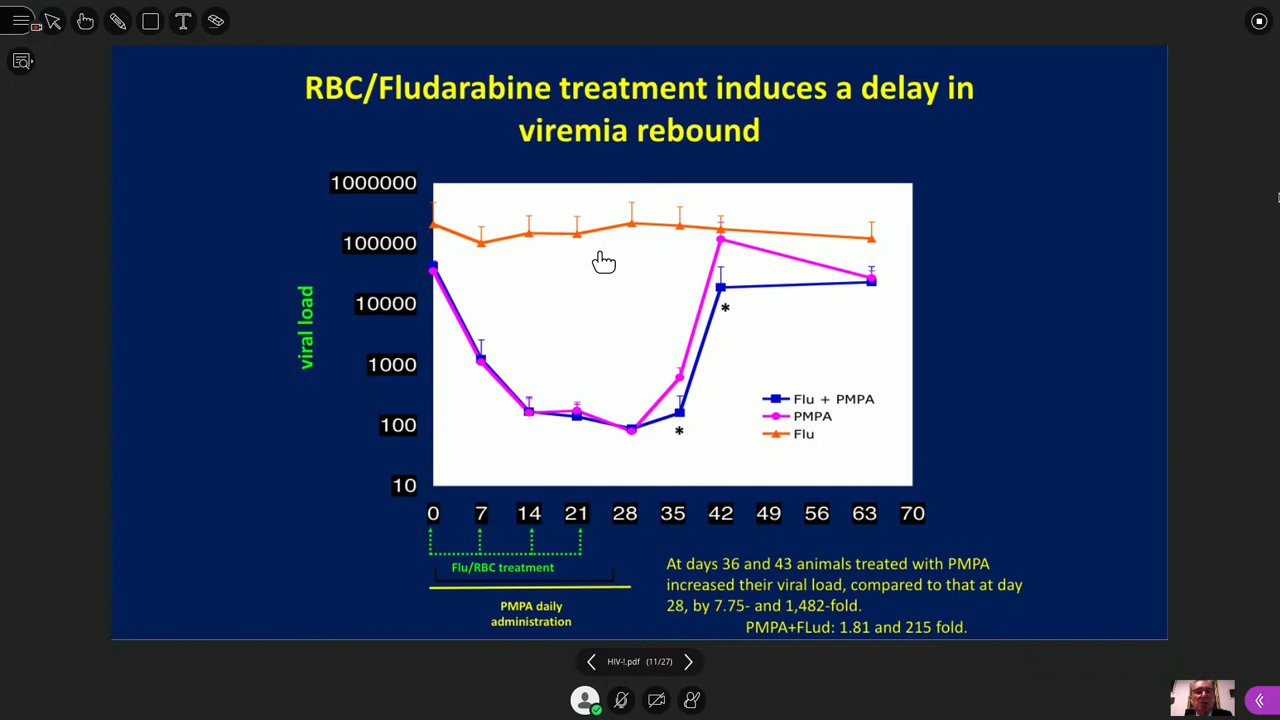 RBC/Fludarabine treatment induces a delay in
viremia rebound
1000000
100000
10000
1000
100
10
viral load
Flu + PMPA
PMPA
Flu
*
*
0 7 14 21 28 35 42 49 56 63 70
Flu/RBC treatment
PMPA daily
administration
At days 36 and 43 animals treated with PMPA
increased their viral load, compared to that at day
28, by 7.75- and 1,482-fold.
PMPA+FLud: 1.81 and 215 fold.
HIV-!.pdf (11/27)